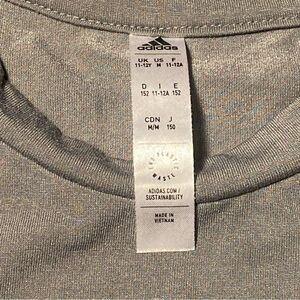 adidas
UK US F
11-12Y M 11-12A
D I E
152 11-12A 152
CDN J
M/M 150
END PLASTIC WASTE
ADIDAS.COM/
SUSTAINABILITY
MADE IN
VIETNAM